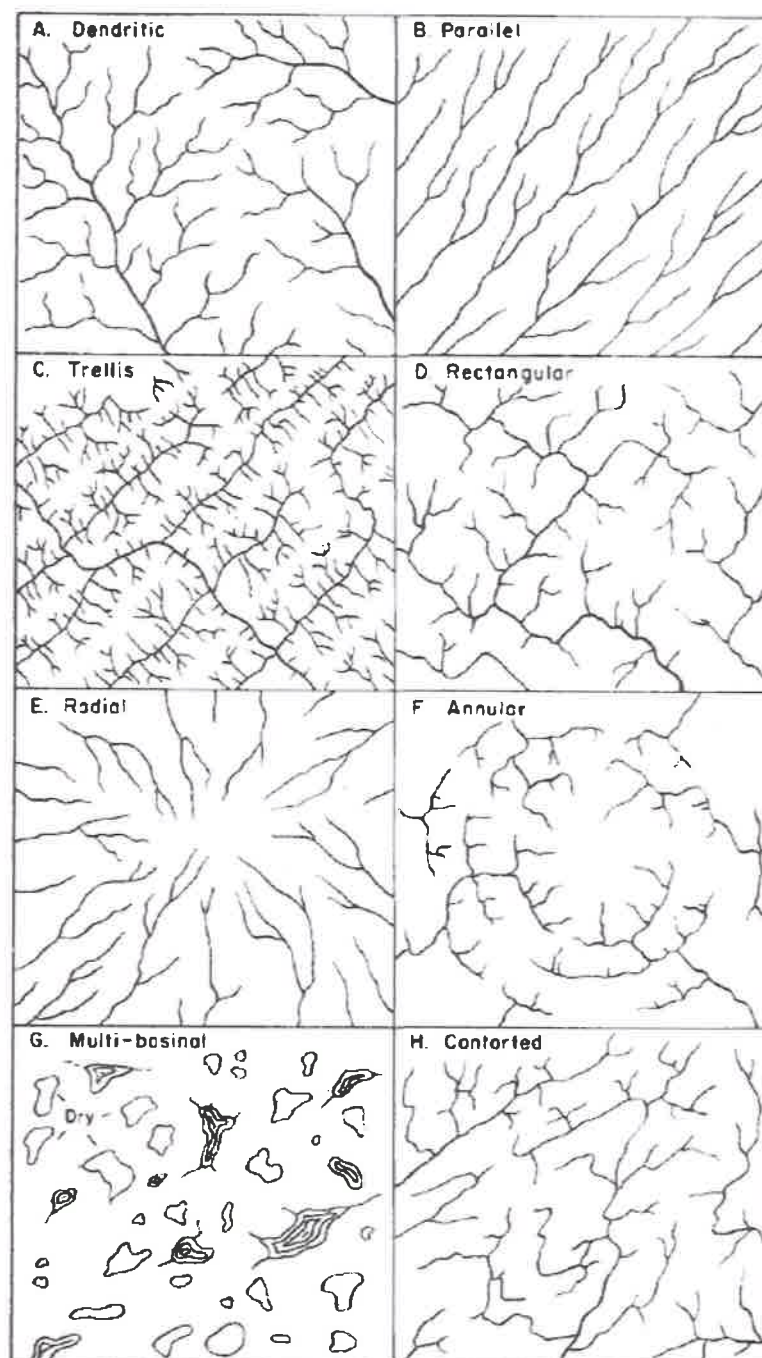 A. Dendritic
B. Parallel
C. Trellis
D. Rectangular
E. Radial
F. Annular
G. Multi-basinal
Dry
H. Contorted